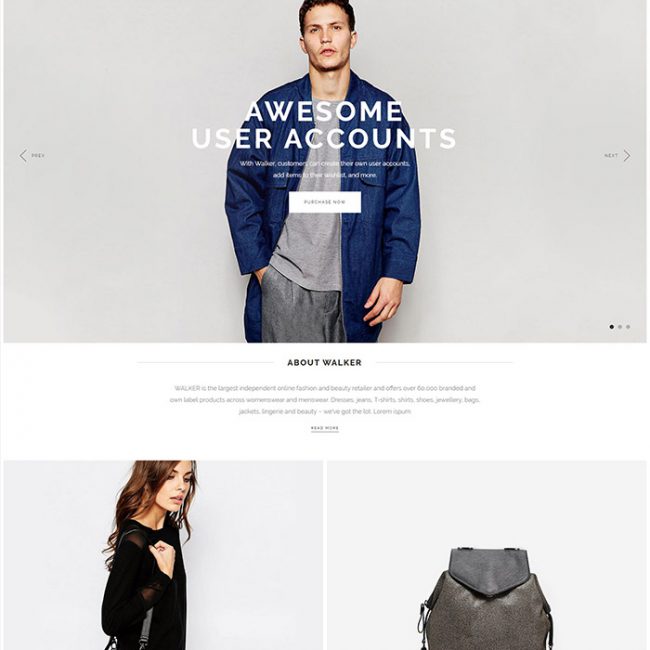 AWESOME
USER ACCOUNTS
With Walker, customers can create their own user accounts,
add items to their wishlist, and more.
PREV
NEXT
PURCHASE NOW
ABOUT WALKER
WALKER is the largest independent online fashion and beauty retailer and offers over 60.000 branded and
own label products across womenswear and menswear. Dresses, jeans, T-shirts, shirts, shoes, jewellery, bags,
jackets, lingerie and beauty – we've got the lot. Lorem ispum.
READ MORE